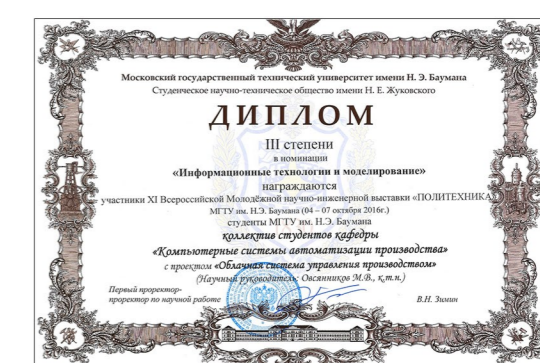 Московский государственный технический университет имени Н. Э. Баумана
Студенческое научно-техническое общество имени Н. Е. Жуковского
ДИПЛОМ
III степени
в номинации
«Информационные технологии и моделирование»
награждаются
участники XI Всероссийской Молодёжной научно-инженерной выставки «ПОЛИТЕХНИКА»
МГТУ им. Н.Э. Баумана (04 – 07 октября 2016г.)
студенты МГТУ им. Н.Э. Баумана
коллектив студентов кафедры
«Компьютерные системы автоматизации производства»
с проектом «Облачная система управления производством»
(Научный руководитель: Овсянников М.В., к.т.н.)
Первый проректор-
проректор по научной работе
В.Н. Зимин